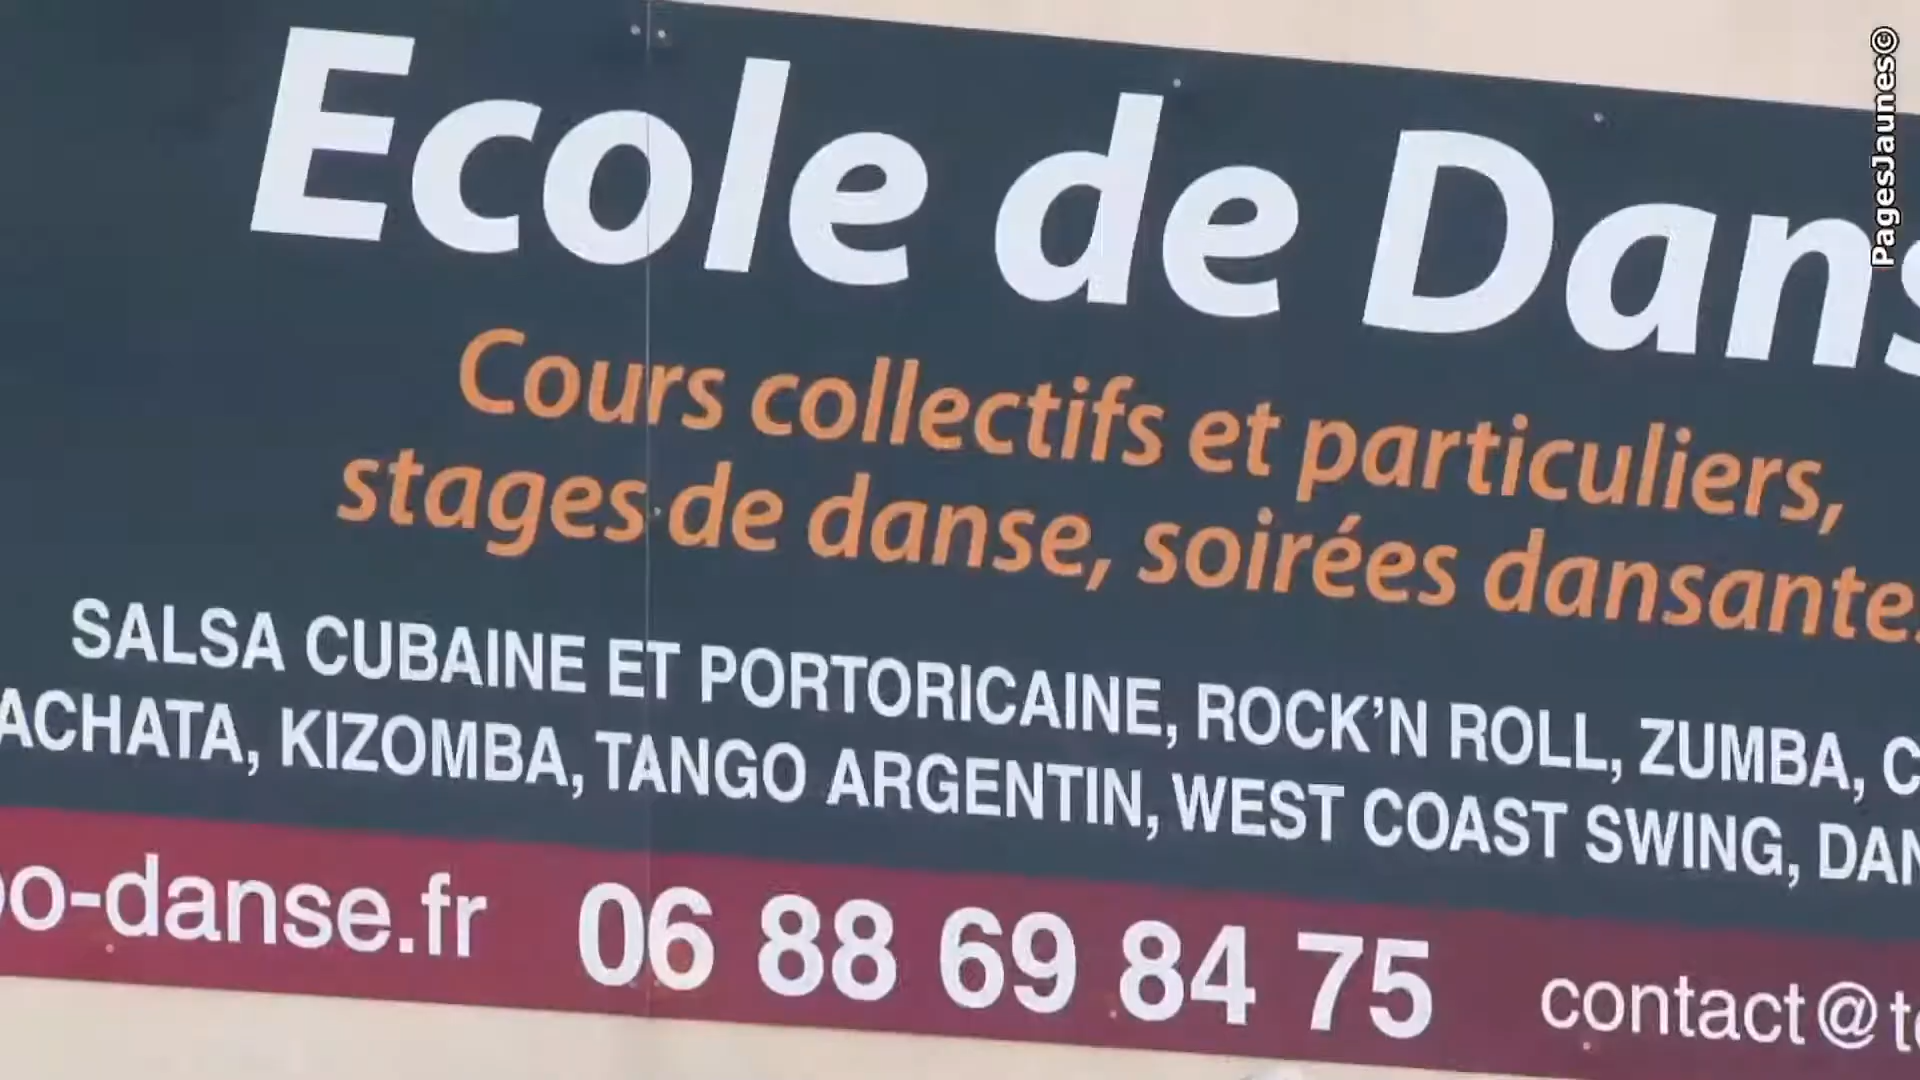 Ecole de Dans
Cours collectifs et particuliers,
stages de danse, soirées dansantes
SALSA CUBAINE ET PORTORICAINE, ROCK'N ROLL, ZUMBA, C
ACHATA, KIZOMBA, TANGO ARGENTIN, WEST COAST SWING, DAN
o-danse.fr 06 88 69 84 75 contact@t
PagesJaunes©